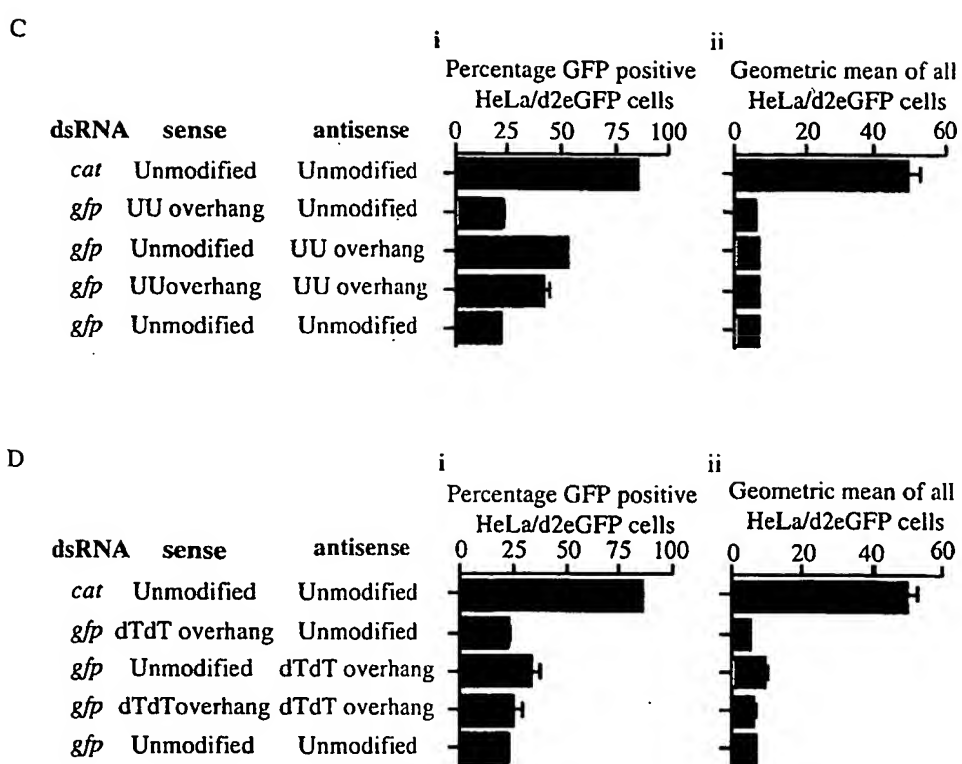 C
i
ii
Percentage GFP positive
HeLa/d2eGFP cells
Geometric mean of all
HeLa/d2eGFP cells
dsRNA sense antisense
0 25 50 75 100
0 20 40 60
cat Unmodified Unmodified
gfp UU overhang Unmodified
gfp Unmodified UU overhang
gfp UUoverhang UU overhang
gfp Unmodified Unmodified
D
i
ii
Percentage GFP positive
HeLa/d2eGFP cells
Geometric mean of all
HeLa/d2eGFP cells
dsRNA sense antisense
0 25 50 75 100
0 20 40 60
cat Unmodified Unmodified
gfp dTdT overhang Unmodified
gfp Unmodified dTdT overhang
gfp dTdToverhang dTdT overhang
gfp Unmodified Unmodified